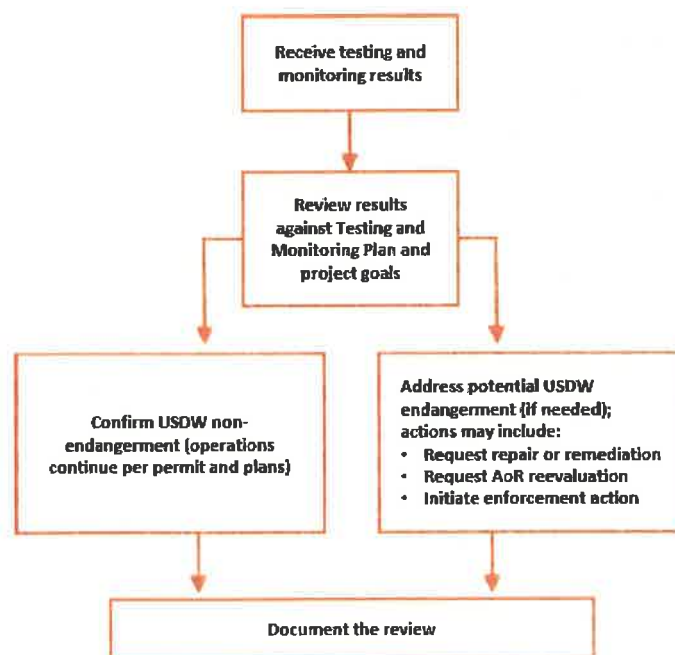 Receive testing and
monitoring results
Review results
against Testing and
Monitoring Plan and
project goals
Confirm USDW non-
endangerment (operations
continue per permit and plans)
Address potential USDW
endangerment (if needed);
actions may include:
• Request repair or remediation
• Request AoR reevaluation
• Initiate enforcement action
Document the review